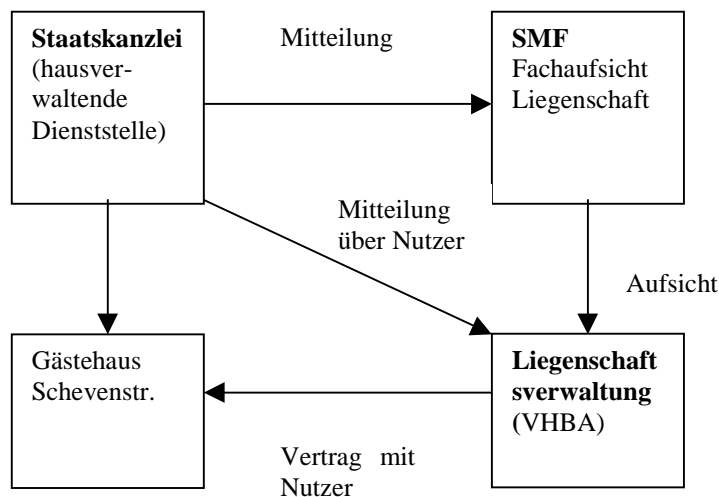 Staatskanzlei
(hausver-
waltende
Dienststelle)
Mitteilung
SMF
Fachaufsicht
Liegenschaft
Mitteilung
über Nutzer
Aufsicht
Gästehaus
Schevenstr.
Liegenschaft
sverwaltung
(VHBA)
Vertrag mit
Nutzer